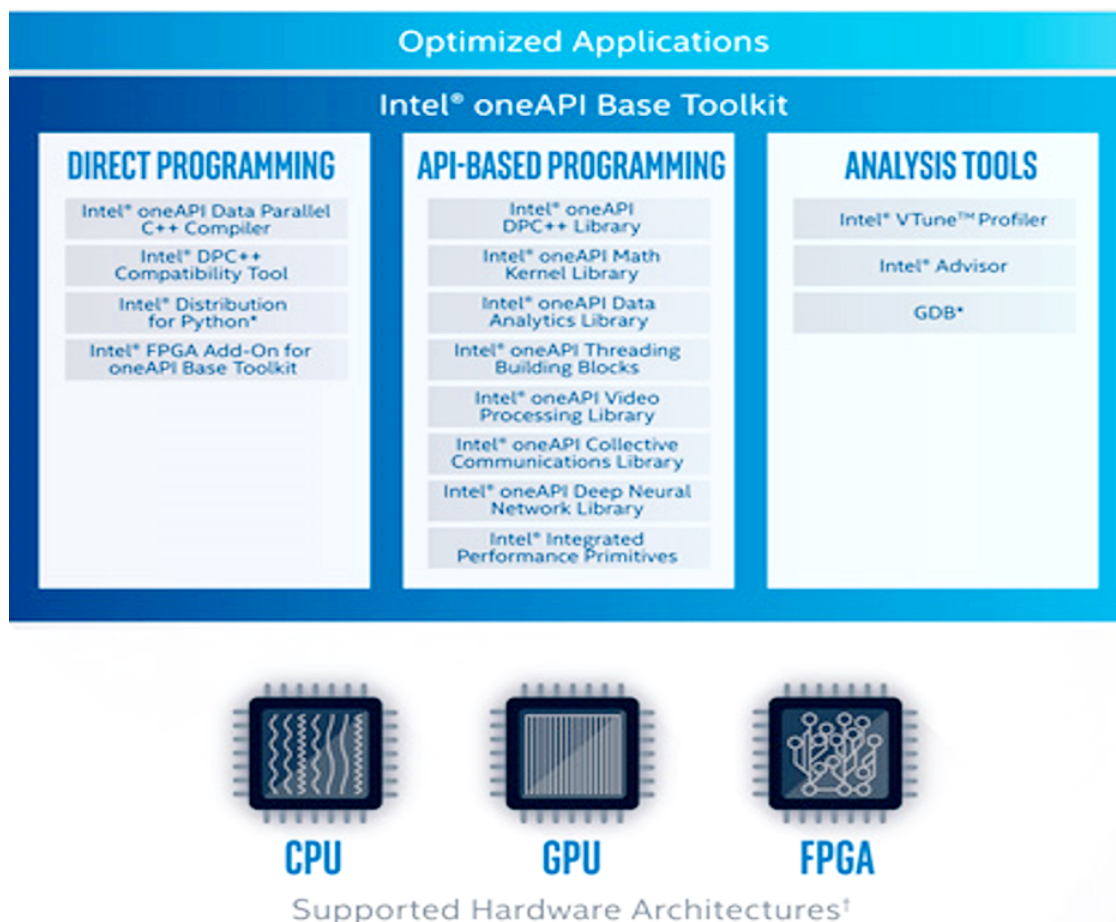 Optimized Applications
Intel® oneAPI Base Toolkit
DIRECT PROGRAMMING
Intel® oneAPI Data Parallel
C++ Compiler
Intel® DPC++
Compatibility Tool
Intel® Distribution
for Python*
Intel® FPGA Add-On for
oneAPI Base Toolkit
API-BASED PROGRAMMING
Intel® oneAPI
DPC++ Library
Intel® oneAPI Math
Kernel Library
Intel® oneAPI Data
Analytics Library
Intel® oneAPI Threading
Building Blocks
Intel® oneAPI Video
Processing Library
Intel® oneAPI Collective
Communications Library
Intel® oneAPI Deep Neural
Network Library
Intel® Integrated
Performance Primitives
ANALYSIS TOOLS
Intel® VTune™ Profiler
Intel® Advisor
GDB*
CPU
GPU
FPGA
Supported Hardware Architectures†